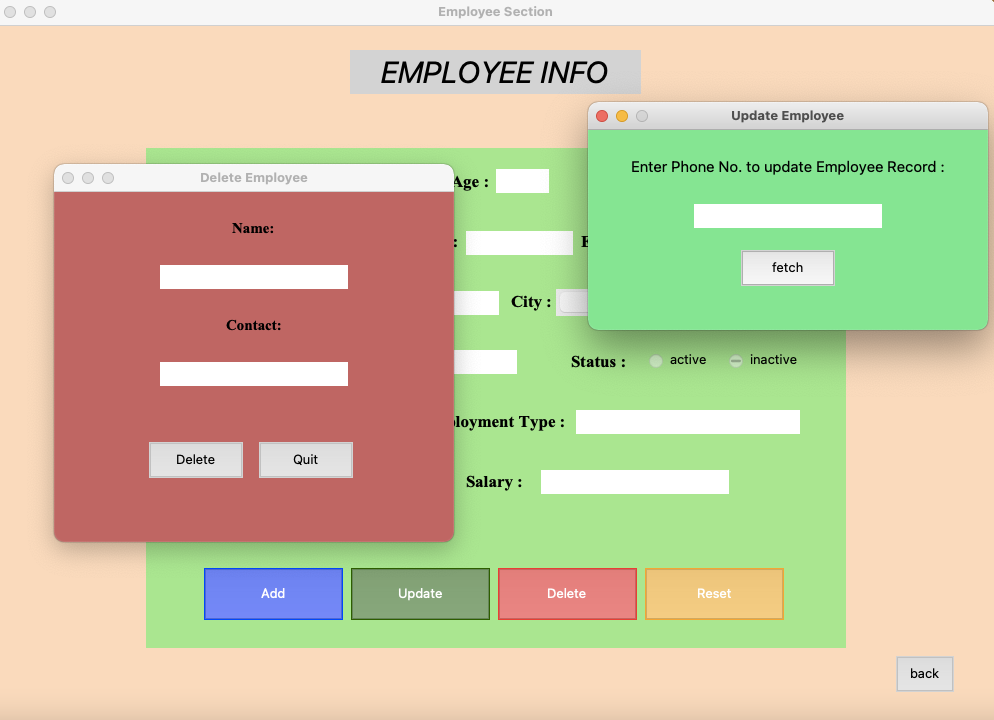 Employee Section
EMPLOYEE INFO
Update Employee
Enter Phone No. to update Employee Record :
fetch
Delete Employee
Name:
Contact:
Delete Quit
Age :
:
City :
Status : active inactive
ployment Type :
Salary :
Add Update Delete Reset
back